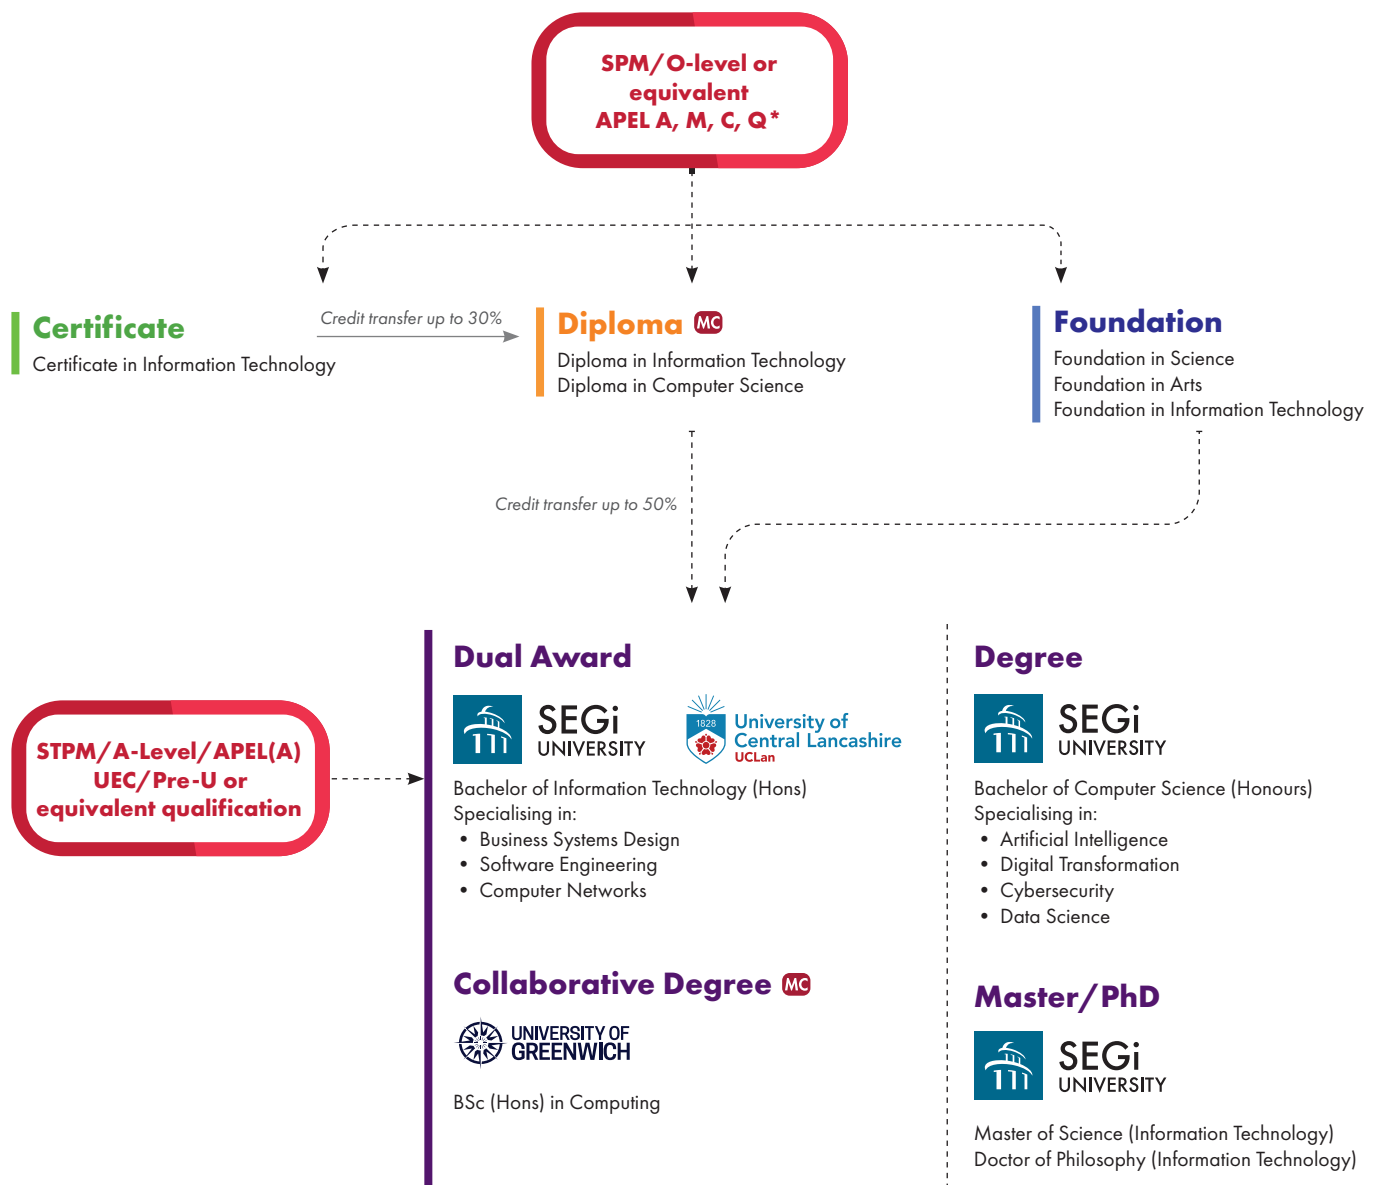 SPM/O-level or
equivalent
APEL A, M, C, Q*
Certificate
Certificate in Information Technology
Credit transfer up to 30%
Diploma MC
Diploma in Information Technology
Diploma in Computer Science
Foundation
Foundation in Science
Foundation in Arts
Foundation in Information Technology
Credit transfer up to 50%
STPM/A-Level/APEL(A)
UEC/Pre-U or
equivalent qualification
Dual Award
SEGi
UNIVERSITY
1828
University of
Central Lancashire
UCLan
Bachelor of Information Technology (Hons)
Specialising in:
• Business Systems Design
• Software Engineering
• Computer Networks
Collaborative Degree MC
UNIVERSITY OF
GREENWICH
BSc (Hons) in Computing
Degree
SEGi
UNIVERSITY
Bachelor of Computer Science (Honours)
Specialising in:
• Artificial Intelligence
• Digital Transformation
• Cybersecurity
• Data Science
Master/PhD
SEGi
UNIVERSITY
Master of Science (Information Technology)
Doctor of Philosophy (Information Technology)